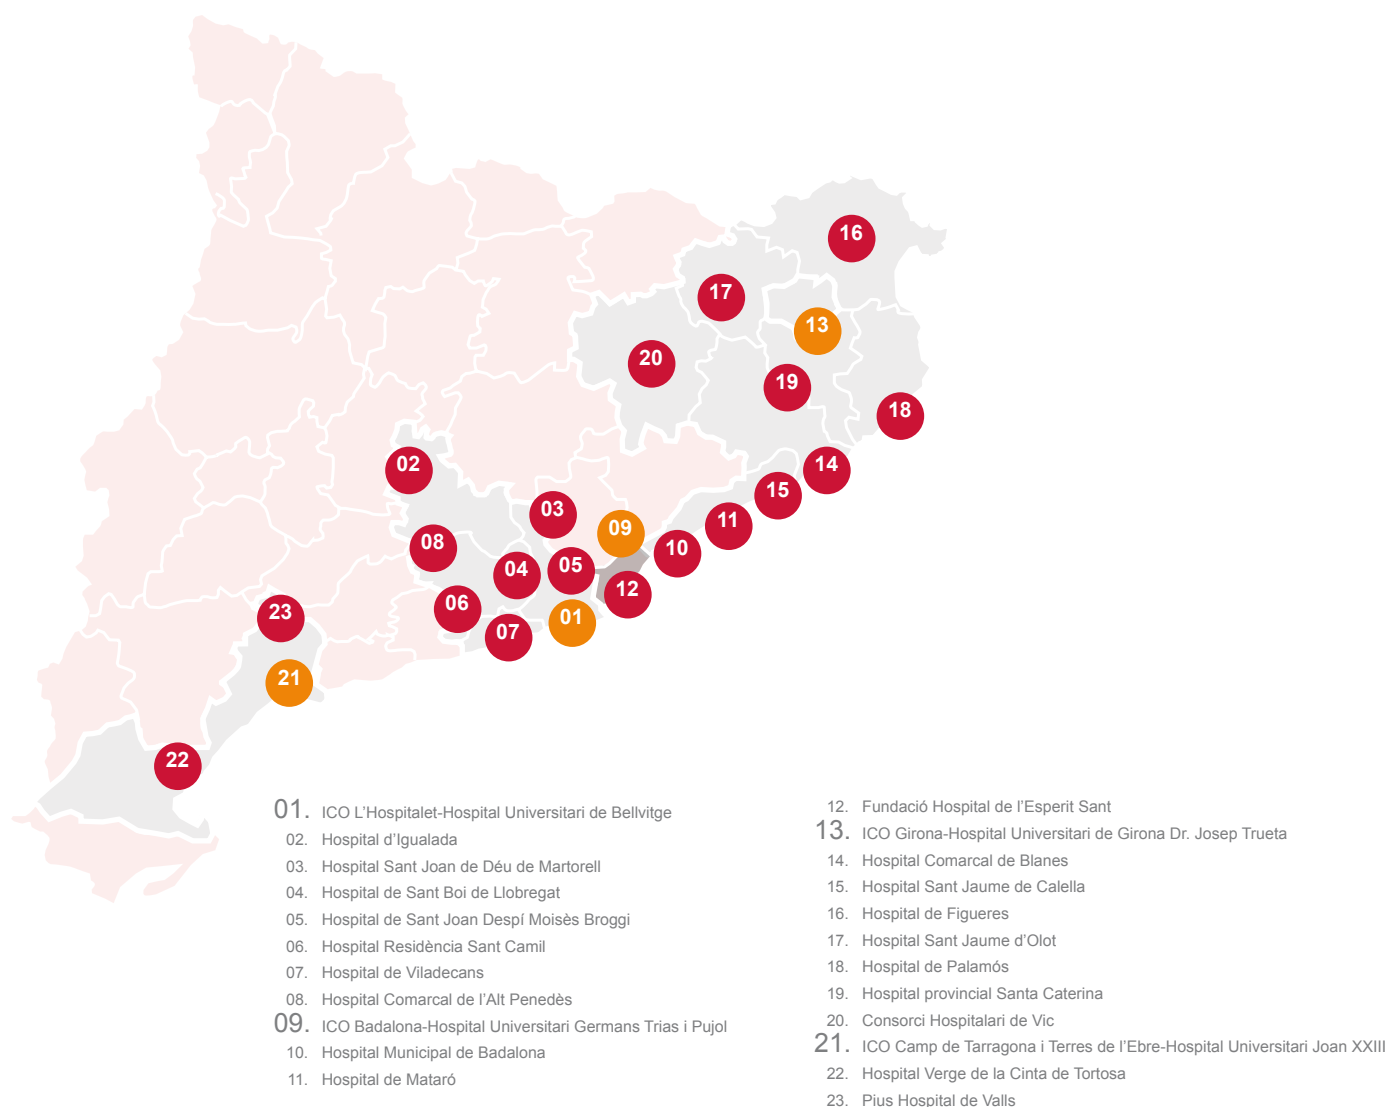 16
17
13
20
19
18
02
14
15
03
11
09
08
10
05
04
12
06
23
01
07
21
22
01. ICO L'Hospitalet-Hospital Universitari de Bellvitge
02. Hospital d’Igualada
03. Hospital Sant Joan de Déu de Martorell
04. Hospital de Sant Boi de Llobregat
05. Hospital de Sant Joan Despí Moisès Broggi
06. Hospital Residència Sant Camil
07. Hospital de Viladecans
08. Hospital Comarcal de l’Alt Penedès
09. ICO Badalona-Hospital Universitari Germans Trias i Pujol
10. Hospital Municipal de Badalona
11. Hospital de Mataró
12. Fundació Hospital de l’Esperit Sant
13. ICO Girona-Hospital Universitari de Girona Dr. Josep Trueta
14. Hospital Comarcal de Blanes
15. Hospital Sant Jaume de Calella
16. Hospital de Figueres
17. Hospital Sant Jaume d’Olot
18. Hospital de Palamós
19. Hospital provincial Santa Caterina
20. Consorci Hospitalari de Vic
21. ICO Camp de Tarragona i Terres de l’Ebre-Hospital Universitari Joan XXIII
22. Hospital Verge de la Cinta de Tortosa
23. Pius Hospital de Valls